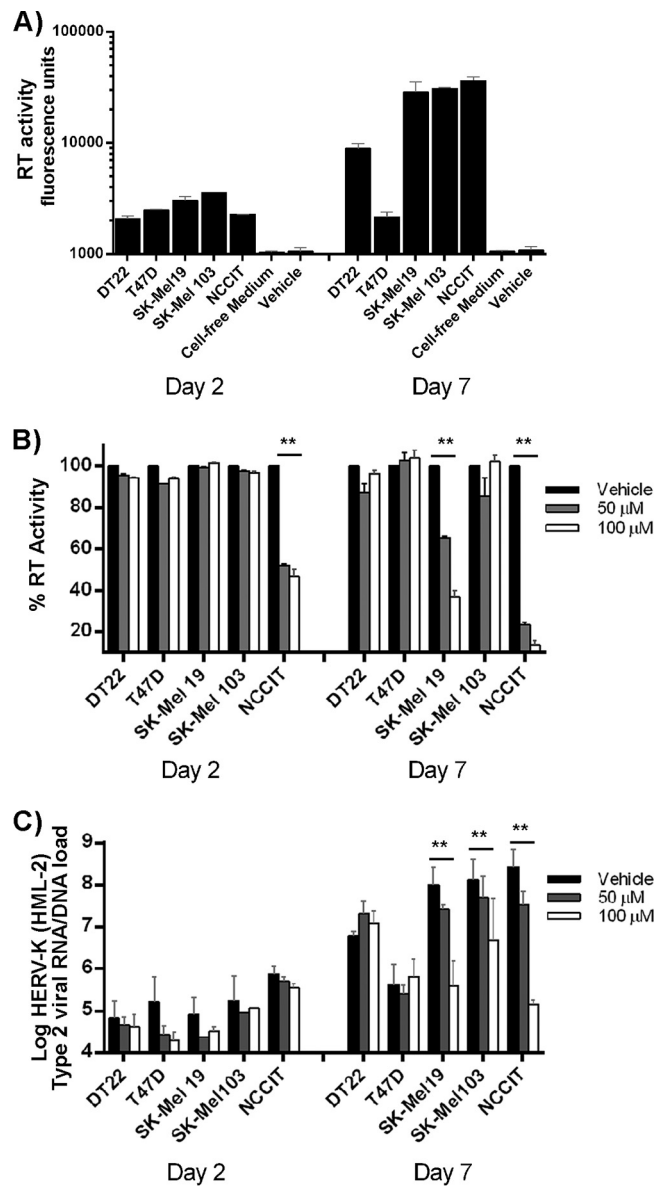 A)
RT activity
fluorescence units
100000
10000
1000
DT22
T47D
SK-Mel19
SK-Mel 103
NCCIT
Cell-free Medium
Vehicle
DT22
T47D
SK-Mel19
SK-Mel 103
NCCIT
Cell-free Medium
Vehicle
Day 2
Day 7
B)
% RT Activity
100
80
60
40
20
**
**
**
Vehicle
50 µM
100 µM
DT22
T47D
SK-Mel 19
SK-Mel 103
NCCIT
DT22
T47D
SK-Mel 19
SK-Mel 103
NCCIT
Day 2
Day 7
C)
Log HERV-K (HML-2)
Type 2 viral RNA/DNA load
9
8
7
6
5
4
**
**
**
Vehicle
50 µM
100 µM
DT22
T47D
SK-Mel 19
SK-Mel103
NCCIT
DT22
T47D
SK-Mel19
SK-Mel103
NCCIT
Day 2
Day 7